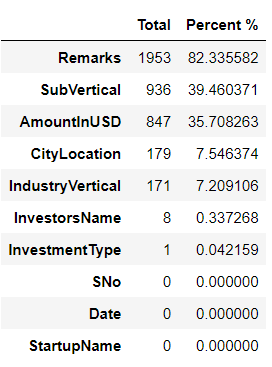 Total Percent %
Remarks 1953 82.335582
SubVertical 936 39.460371
AmountInUSD 847 35.708263
CityLocation 179 7.546374
IndustryVertical 171 7.209106
InvestorsName 8 0.337268
InvestmentType 1 0.042159
SNo 0 0.000000
Date 0 0.000000
StartupName 0 0.000000